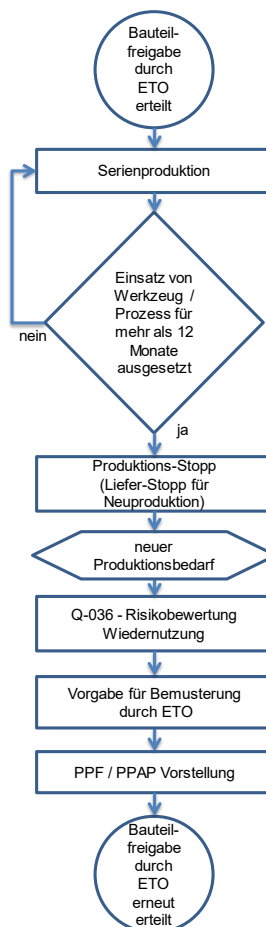 Bauteil-
freigabe
durch
ETO
erteilt
Serienproduktion
Einsatz von
Werkzeug /
Prozess für
mehr als 12
Monate
ausgesetzt
nein
ja
Produktions-Stopp
(Liefer-Stopp für
Neuproduktion)
neuer
Produktionsbedarf
Q-036 - Risikobewertung
Wiedernutzung
Vorgabe für Bemusterung
durch ETO
PPF / PPAP Vorstellung
Bauteil-
freigabe
durch
ETO
erneut
erteilt